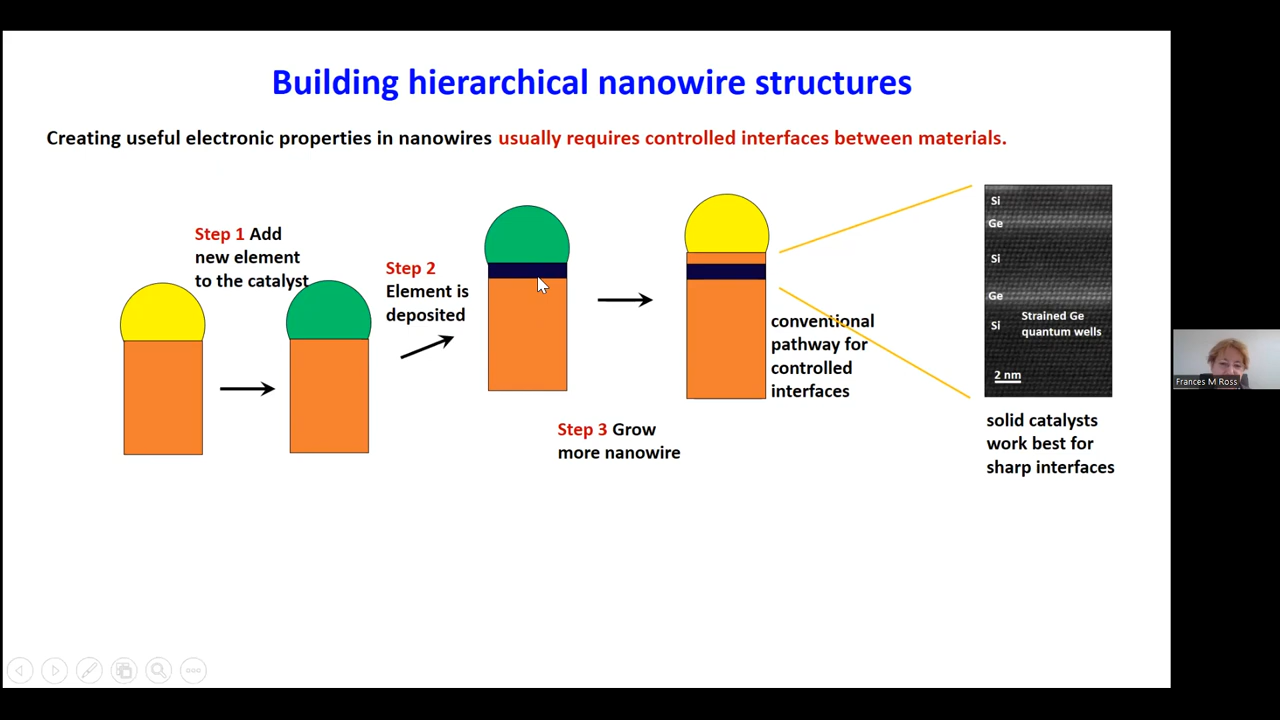 Building hierarchical nanowire structures
Creating useful electronic properties in nanowires usually requires controlled interfaces between materials.
Step 1 Add
new element
to the catalyst
Step 2
Element is
deposited
Step 3 Grow
more nanowire
conventional
pathway for
controlled
interfaces
Si
Ge
Si
Ge
Si
Strained Ge
quantum wells
2 nm
solid catalysts
work best for
sharp interfaces
Frances M Ross